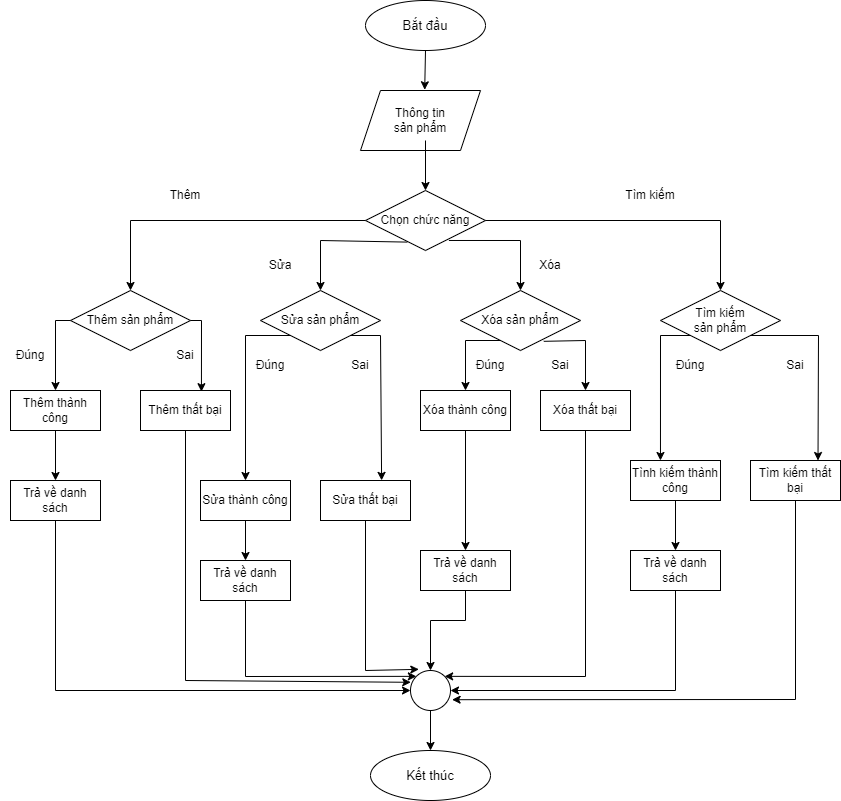 Bắt đầu
Thông tin
sản phẩm
Thêm
Tìm kiếm
Chọn chức năng
Sửa
Xóa
Thêm sản phẩm
Sửa sản phẩm
Xóa sản phẩm
Tìm kiếm
sản phẩm
Đúng
Sai
Đúng
Sai
Đúng
Sai
Đúng
Sai
Thêm thành
công
Thêm thất bại
Xóa thành công
Xóa thất bại
Trả về danh
sách
Sửa thành công
Sửa thất bại
Tình kiếm thành
công
Tìm kiếm thất
bại
Trả về danh
sách
Trả về danh
sách
Trả về danh
sách
Kết thúc